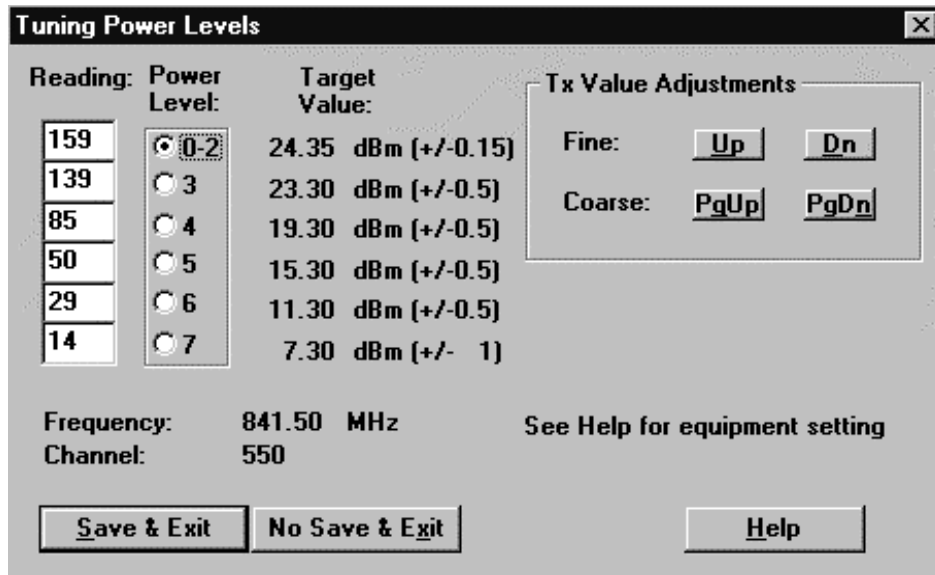 Tuning Power Levels
Reading: Power Level: Target Value:
159 0-2 24.35 dBm (+/-0.15)
139 3 23.30 dBm (+/-0.5)
85 4 19.30 dBm (+/-0.5)
50 5 15.30 dBm (+/-0.5)
29 6 11.30 dBm (+/-0.5)
14 7 7.30 dBm (+/- 1)
Tx Value Adjustments
Fine: Up Dn
Coarse: PgUp PgDn
Frequency: 841.50 MHz
Channel: 550
See Help for equipment setting
Save & Exit No Save & Exit Help